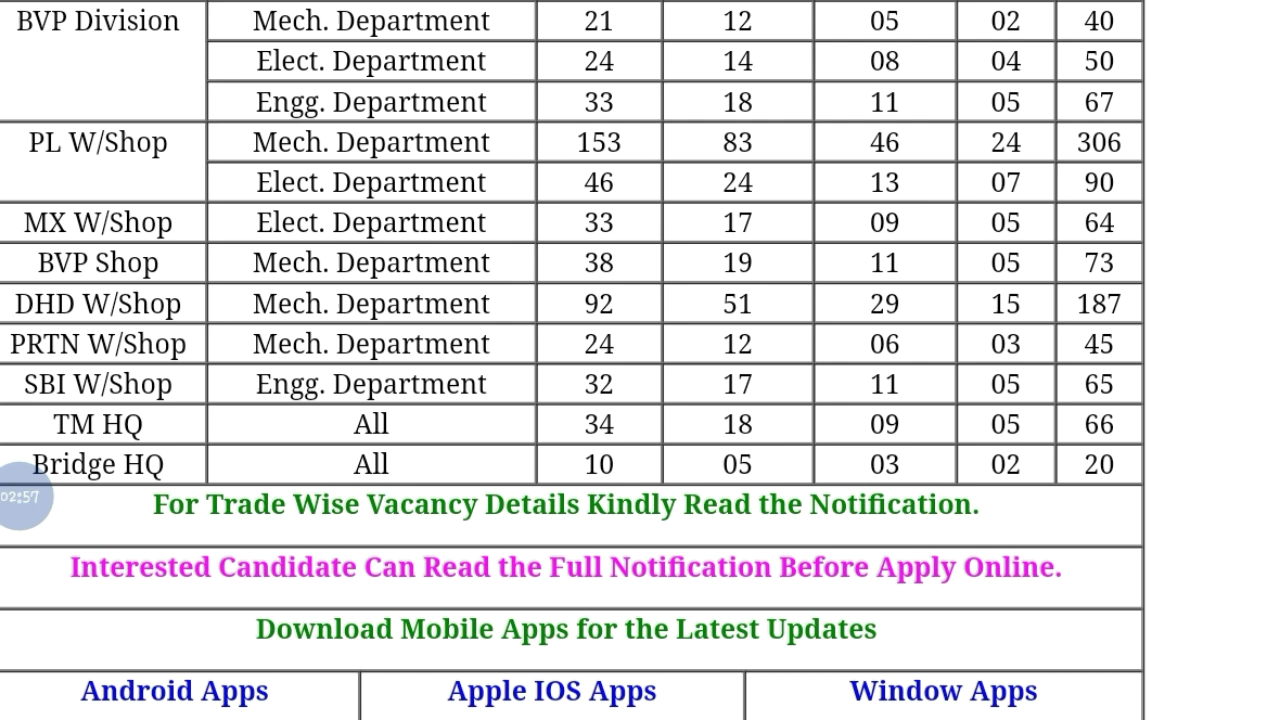 BVP Division Mech. Department 21 12 05 02 40
Elect. Department 24 14 08 04 50
Engg. Department 33 18 11 05 67
PL W/Shop Mech. Department 153 83 46 24 306
Elect. Department 46 24 13 07 90
MX W/Shop Elect. Department 33 17 09 05 64
BVP Shop Mech. Department 38 19 11 05 73
DHD W/Shop Mech. Department 92 51 29 15 187
PRTN W/Shop Mech. Department 24 12 06 03 45
SBI W/Shop Engg. Department 32 17 11 05 65
TM HQ All 34 18 09 05 66
Bridge HQ All 10 05 03 02 20
02:57
For Trade Wise Vacancy Details Kindly Read the Notification.
Interested Candidate Can Read the Full Notification Before Apply Online.
Download Mobile Apps for the Latest Updates
Android Apps Apple IOS Apps Window Apps